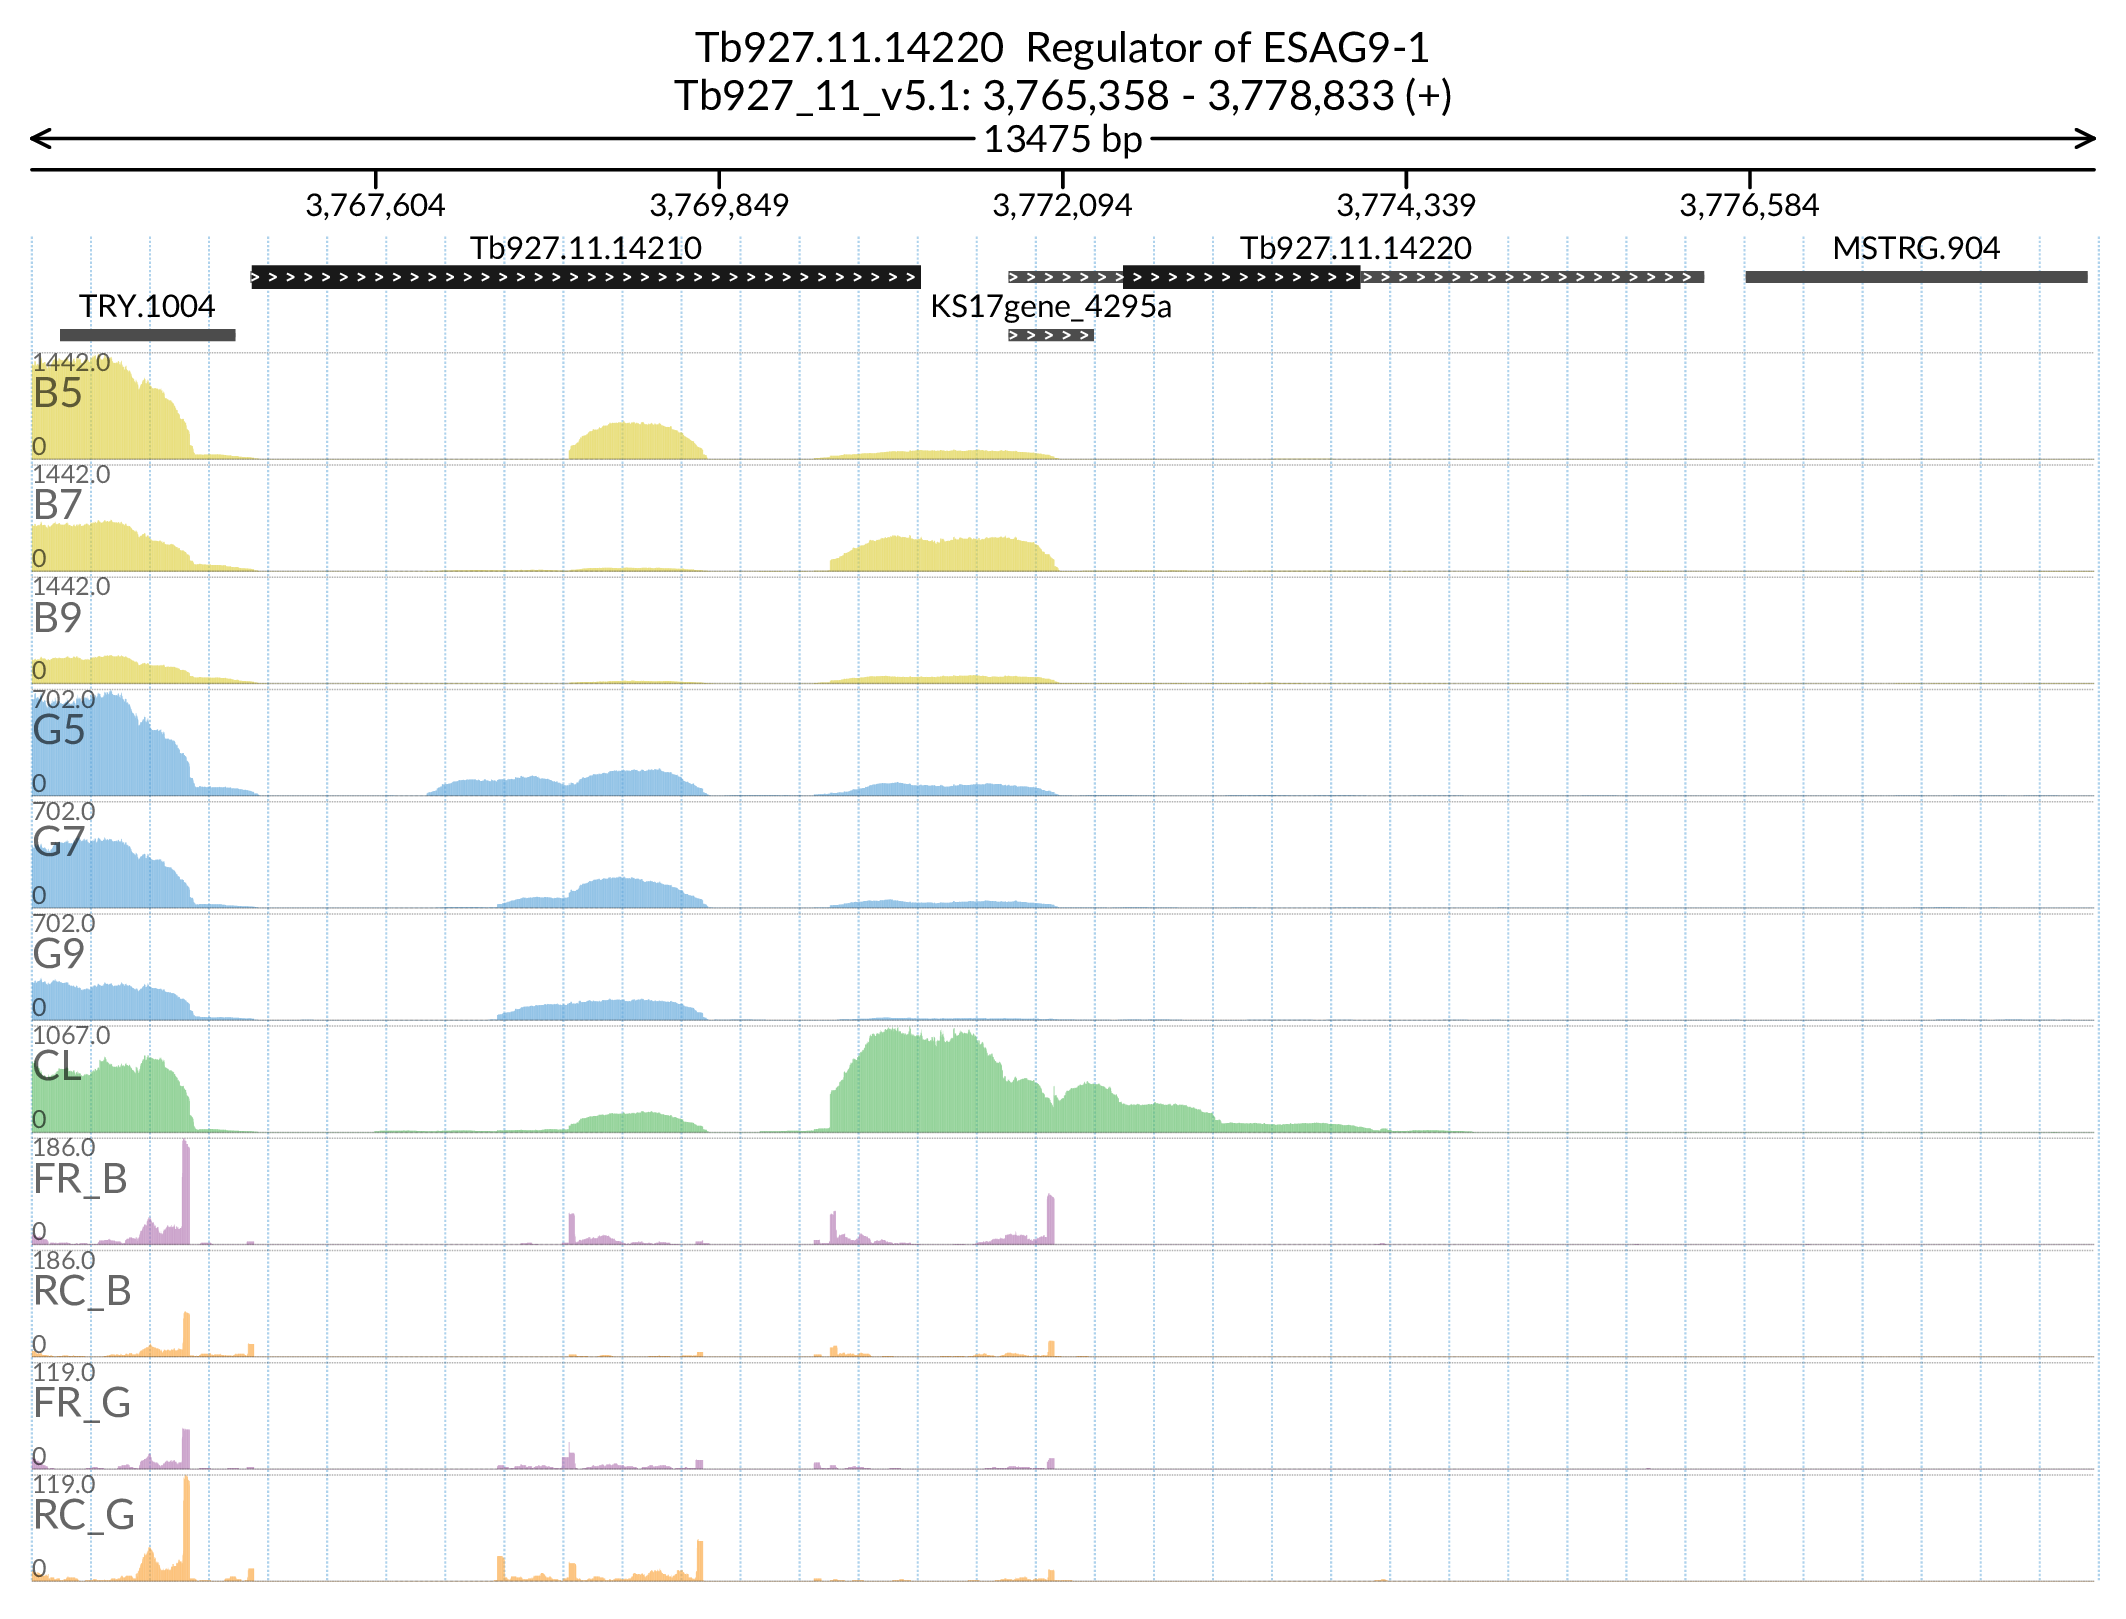 Tb927.11.14220  Regulator of ESAG9-1
Tb927_11_v5.1: 3,765,358 - 3,778,833 (+)
13475 bp
3,767,604 3,769,849 3,772,094 3,774,339 3,776,584
Tb927.11.14210 Tb927.11.14220 MSTRG.904
TRY.1004 KS17gene_4295a
1442.0
B5
0
1442.0
B7
0
1442.0
B9
0
702.0
G5
0
702.0
G7
0
702.0
G9
0
1067.0
CL
0
186.0
FR_B
0
186.0
RC_B
0
119.0
FR_G
0
119.0
RC_G
0